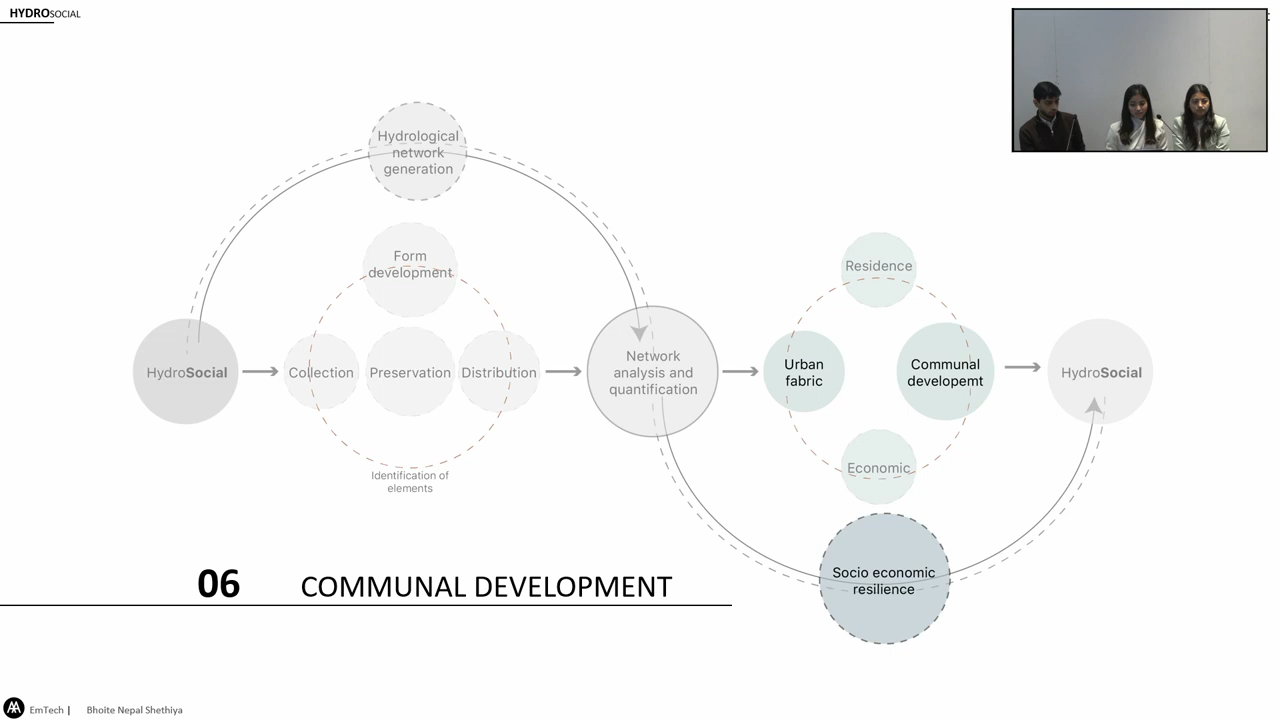 HYDROSOCIAL
Hydrological
network
generation
Form
development
Residence
HydroSocial
Collection
Preservation
Distribution
Network
analysis and
quantification
Urban
fabric
Communal
developemt
HydroSocial
Identification of
elements
Economic
Socio economic
resilience
06 COMMUNAL DEVELOPMENT
AA EmTech | Bhoite Nepal Shethiya